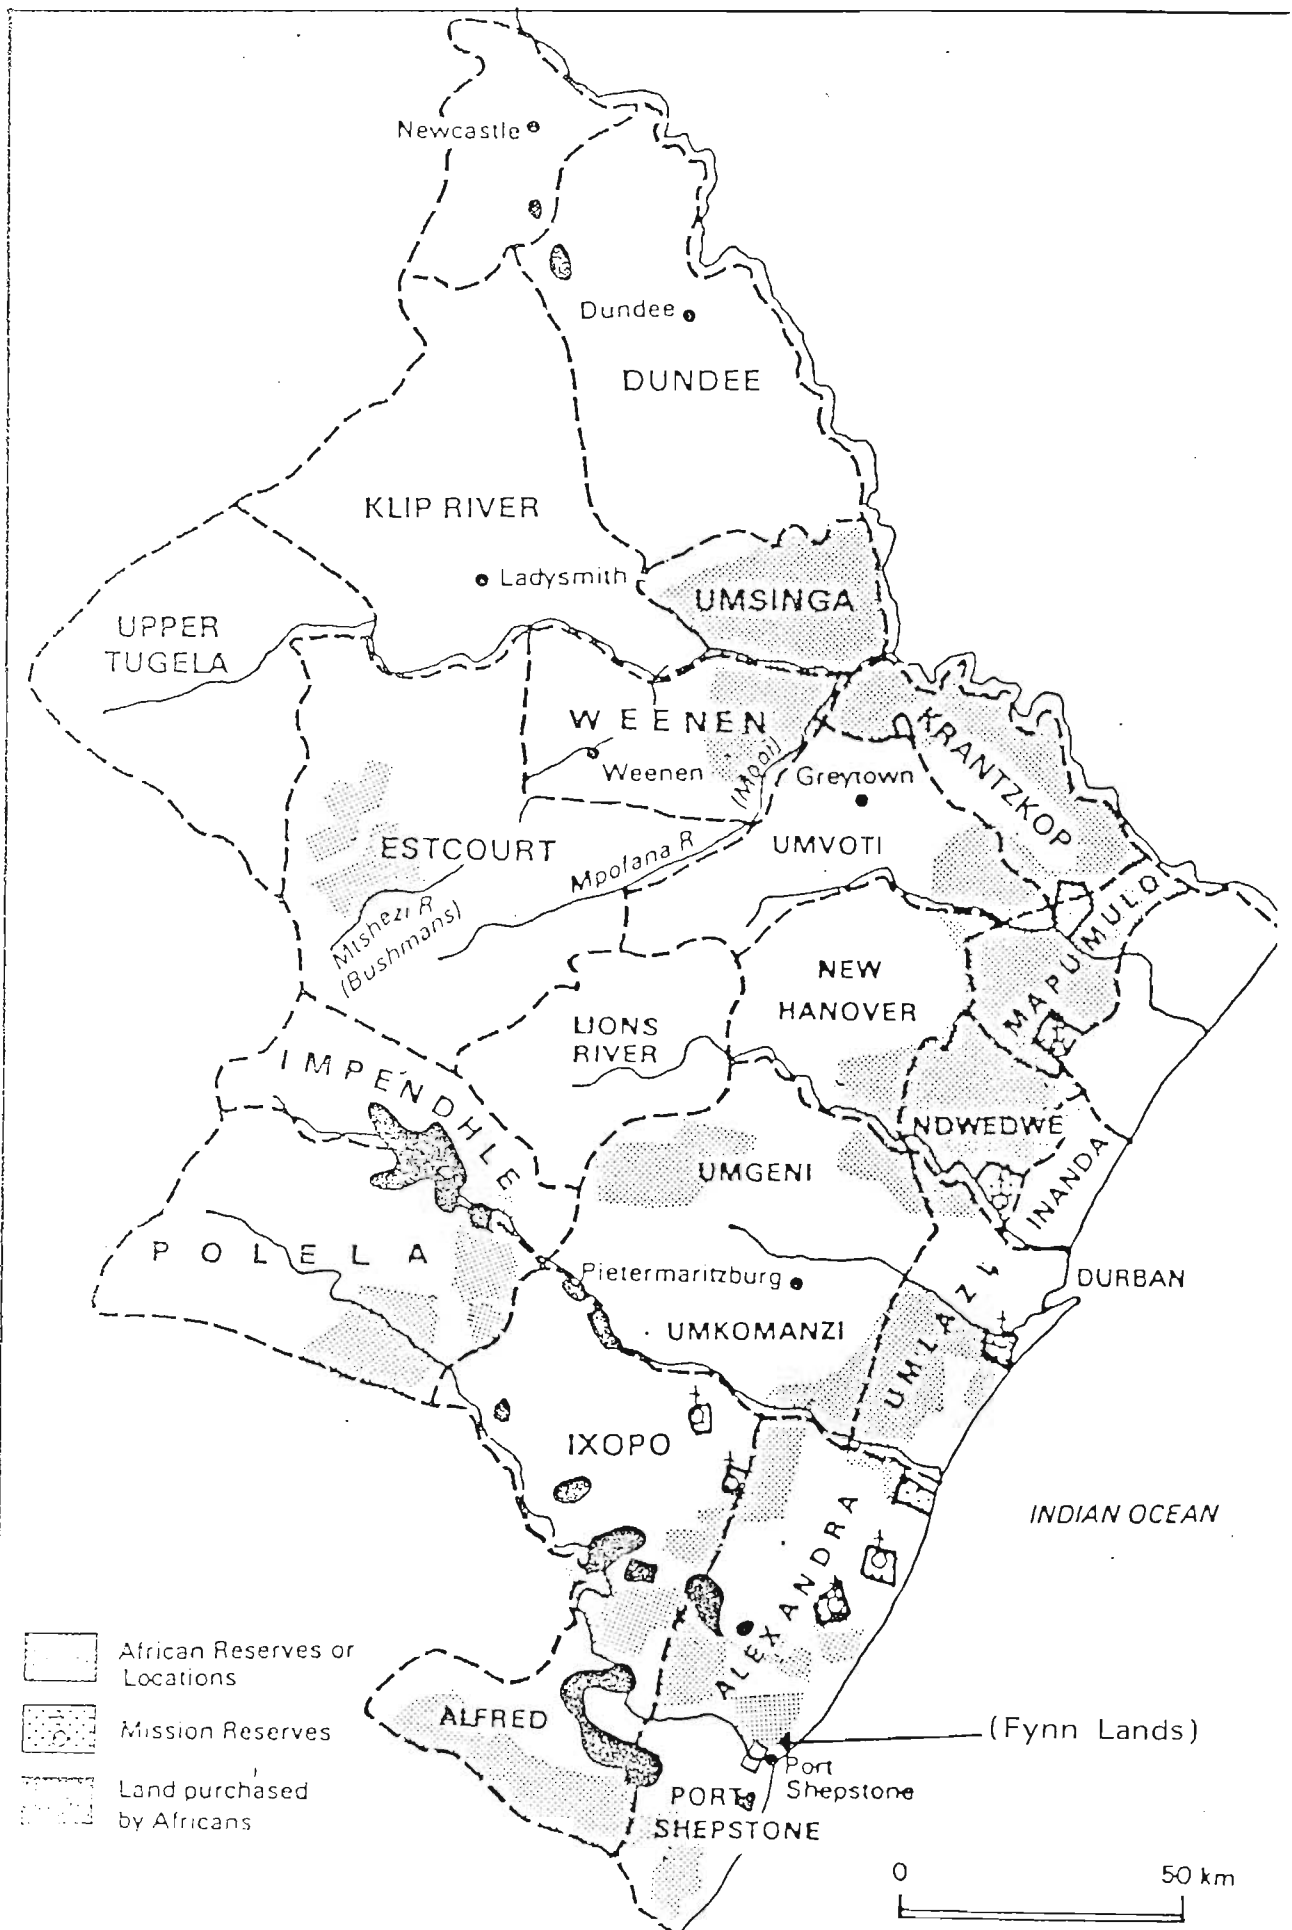 Newcastle
Dundee
DUNDEE
KLIP RIVER
Ladysmith
UMSINGA
UPPER
TUGELA
WEENEN
Weenen
(Mooi)
KRANTZKOP
Greytown
ESTCOURT
Mpofana R
UMVOTI
Mtshezi R
(Bushmans)
MAPUMULO
NEW
HANOVER
LIONS
RIVER
IMPENDHLE
NDWEDWE
INANDA
UMGENI
POLELA
Pietermaritzburg
DURBAN
UMLAZI
UMKOMANZI
IXOPO
INDIAN OCEAN
ALEXANDRA
African Reserves or
Locations
Mission Reserves
Land purchased
by Africans
ALFRED
(Fynn Lands)
Port
Shepstone
PORT
SHEPSTONE
0 50 km